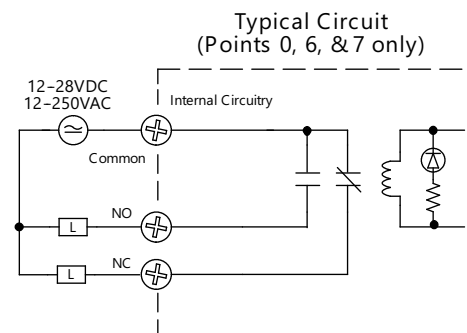 Typical Circuit
(Points 0, 6, & 7 only)
12–28VDC
12–250VAC
Internal Circuitry
Common
NO
L
NC
L